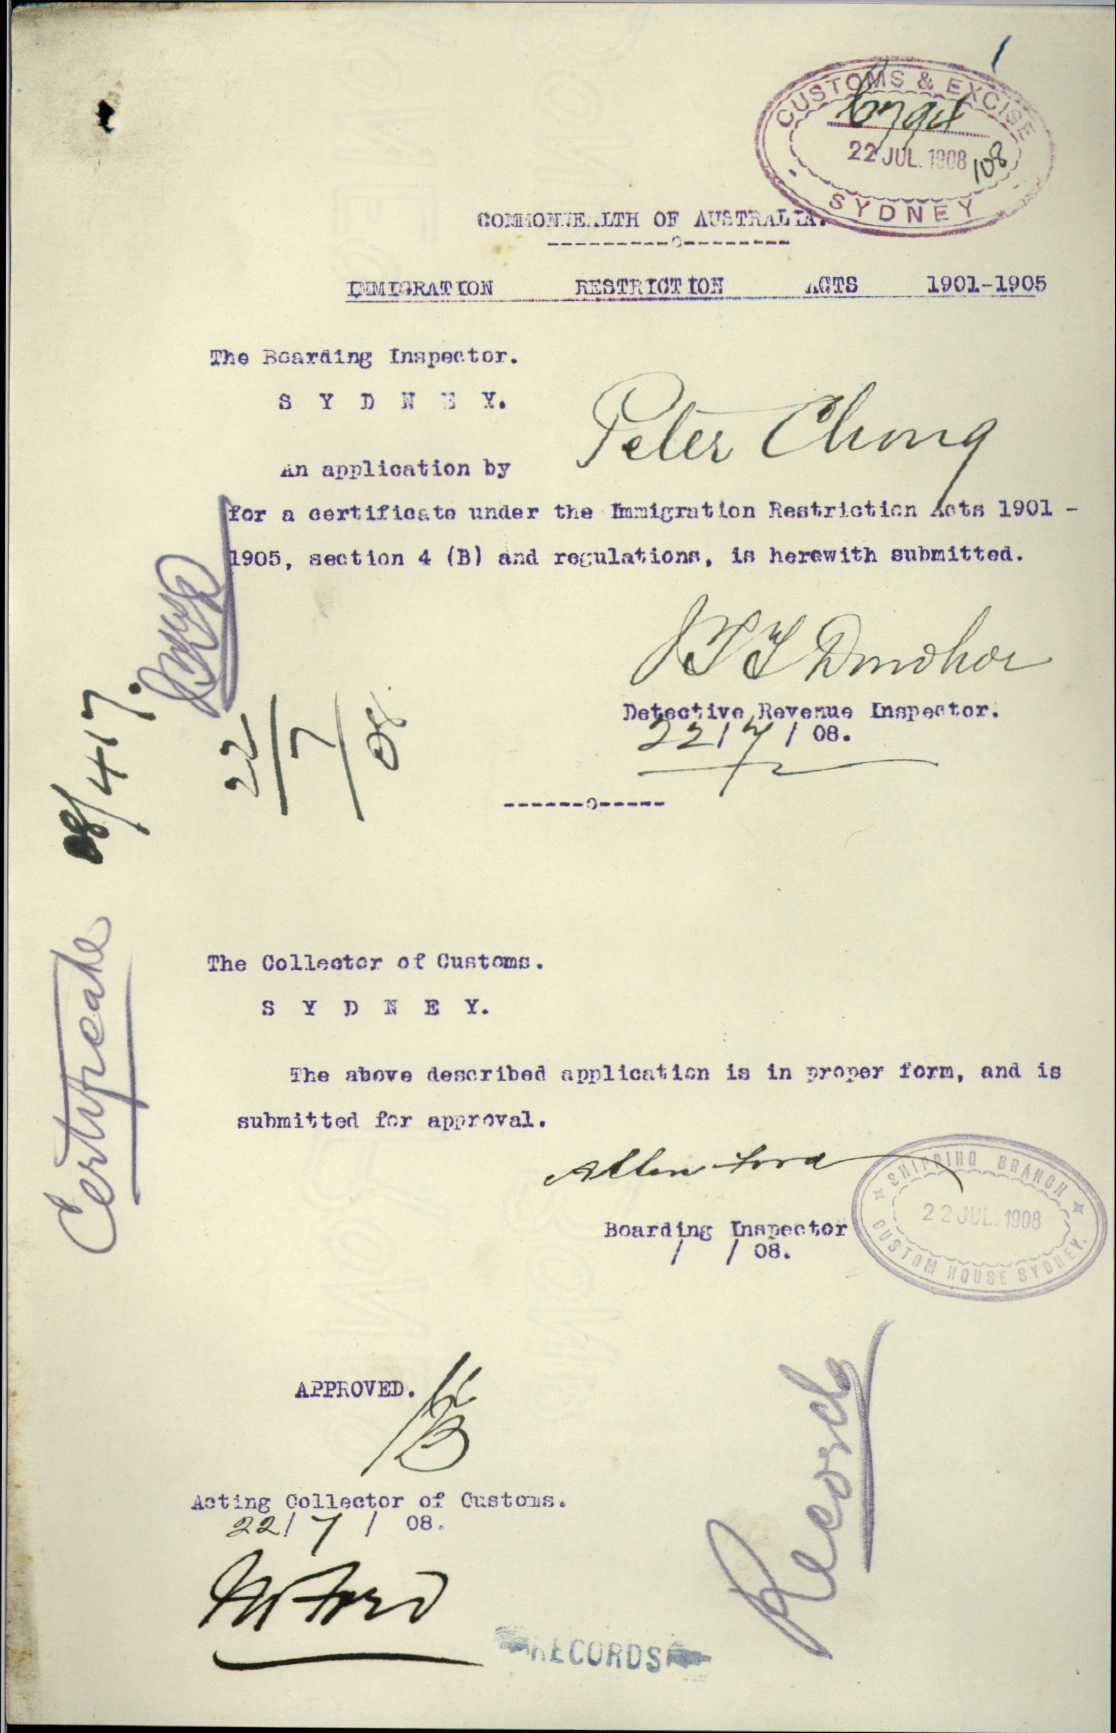 CUSTOMS & EXCISE
22 JUL. 1908
108
SYDNEY
COMMONWEALTH OF AUSTRALIA.
---------o--------
IMMIGRATION RESTRICTION ACTS 1901-1905
The Boarding Inspector.
S Y D N E Y.
Peter Chong
An application by
for a certificate under the Immigration Restriction Acts 1901 -
1905, section 4 (B) and regulations, is herewith submitted.
Donohoe
Detective Revenue Inspector.
22/7/08.
22/7/08
08/417.
Certificate
------o-----
The Collector of Customs.
S Y D N E Y.
The above described application is in proper form, and is
submitted for approval.
Boarding Inspector
/ / 08.
SHIPPING BRANCH
22 JUL. 1908
CUSTOM HOUSE SYDNEY.
APPROVED.
Acting Collector of Customs.
22/7/ 08.
Records
RECORDS